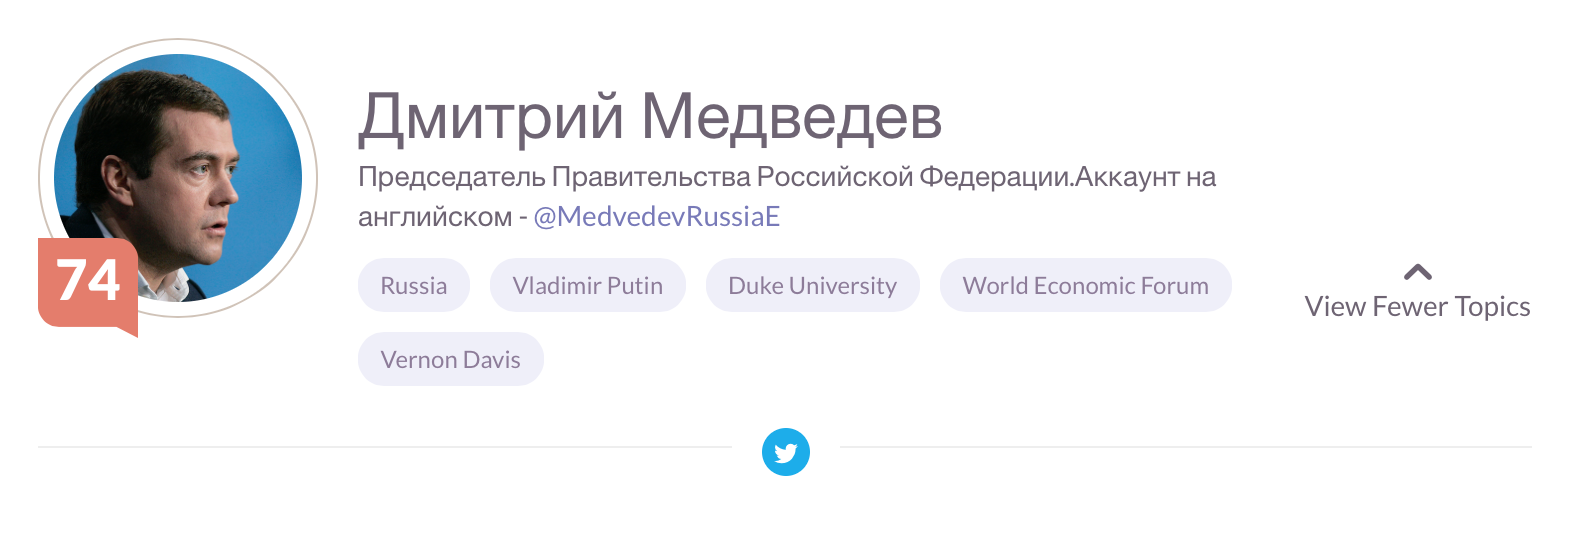 Дмитрий Медведев
Председатель Правительства Российской Федерации.Аккаунт на
английском - @MedvedevRussiaE
74
Russia
Vladimir Putin
Duke University
World Economic Forum
View Fewer Topics
Vernon Davis